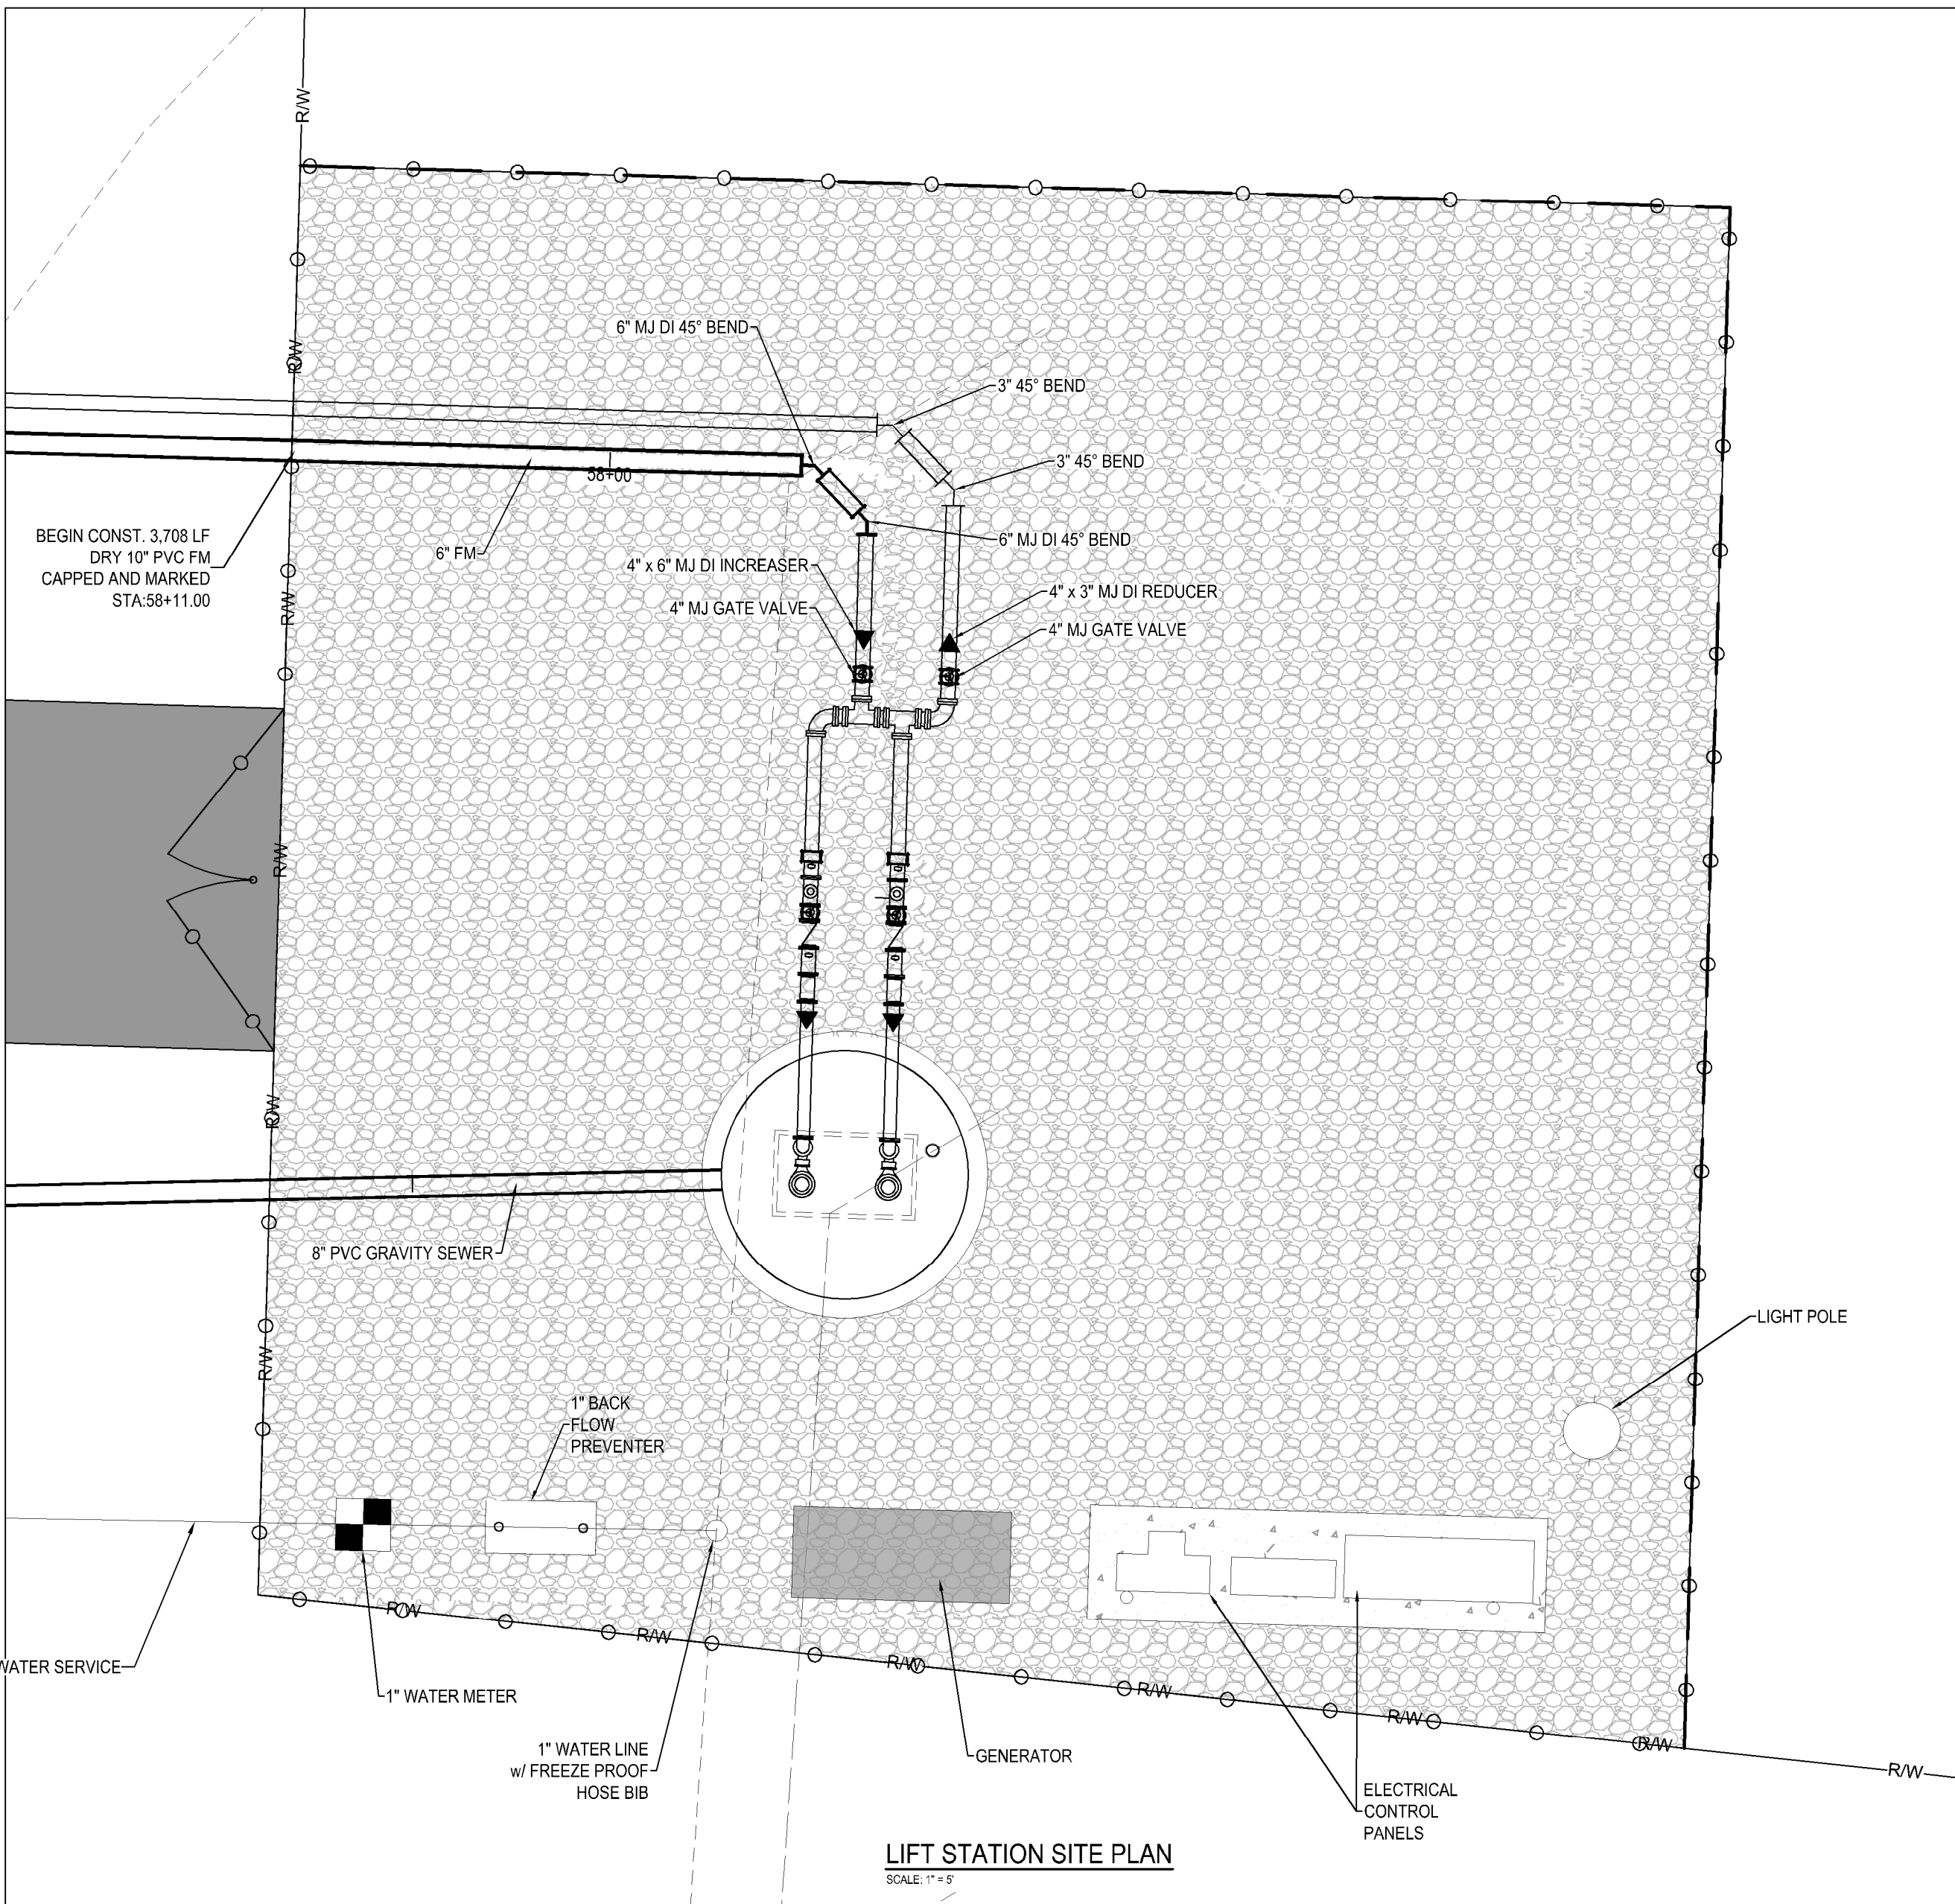 R/W
R/W
6" MJ DI 45° BEND
3" 45° BEND
3" 45° BEND
58+00
BEGIN CONST. 3,708 LF
DRY 10" PVC FM
CAPPED AND MARKED
STA:58+11.00
6" FM
6" MJ DI 45° BEND
4" x 6" MJ DI INCREASER
4" MJ GATE VALVE
4" x 3" MJ DI REDUCER
4" MJ GATE VALVE
R/W
R/W
R/W
8" PVC GRAVITY SEWER
LIGHT POLE
R/W
1" BACK
FLOW
PREVENTER
R/W
R/W
R/W
R/W
R/W
R/W
R/W
WATER SERVICE
1" WATER METER
1" WATER LINE
w/ FREEZE PROOF
HOSE BIB
GENERATOR
ELECTRICAL
CONTROL
PANELS
LIFT STATION SITE PLAN
SCALE: 1" = 5'